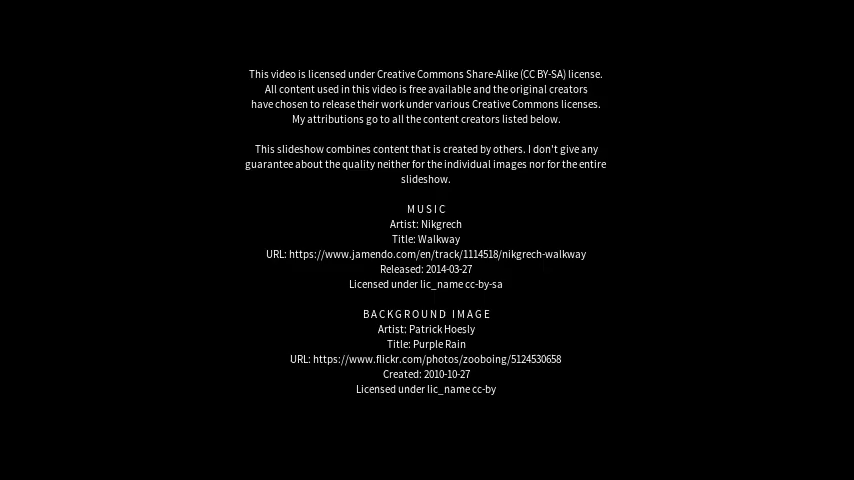 This video is licensed under Creative Commons Share-Alike (CC BY-SA) license.
All content used in this video is free available and the original creators
have chosen to release their work under various Creative Commons licenses.
My attributions go to all the content creators listed below.
This slideshow combines content that is created by others. I don't give any
guarantee about the quality neither for the individual images nor for the entire
slideshow.
MUSIC
Artist: Nikgrech
Title: Walkway
URL: https://www.jamendo.com/en/track/1114518/nikgrech-walkway
Released: 2014-03-27
Licensed under lic_name cc-by-sa
BACKGROUND IMAGE
Artist: Patrick Hoesly
Title: Purple Rain
URL: https://www.flickr.com/photos/zooboing/5124530658
Created: 2010-10-27
Licensed under lic_name cc-by